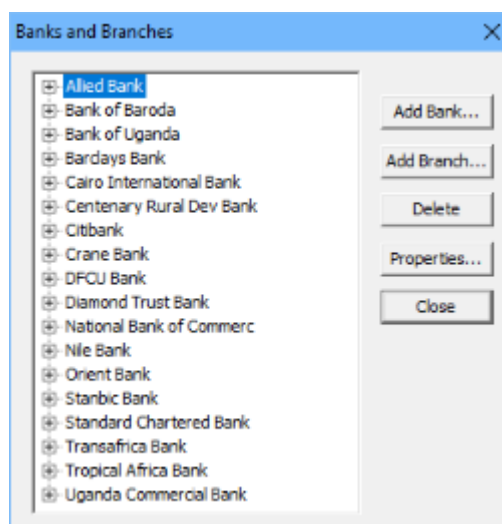 Banks and Branches
Allied Bank
Bank of Baroda
Bank of Uganda
Barclays Bank
Cairo International Bank
Centenary Rural Dev Bank
Citibank
Crane Bank
DFCU Bank
Diamond Trust Bank
National Bank of Commerc
Nile Bank
Orient Bank
Stanbic Bank
Standard Chartered Bank
Transafrica Bank
Tropical Africa Bank
Uganda Commercial Bank
Add Bank...
Add Branch...
Delete
Properties...
Close